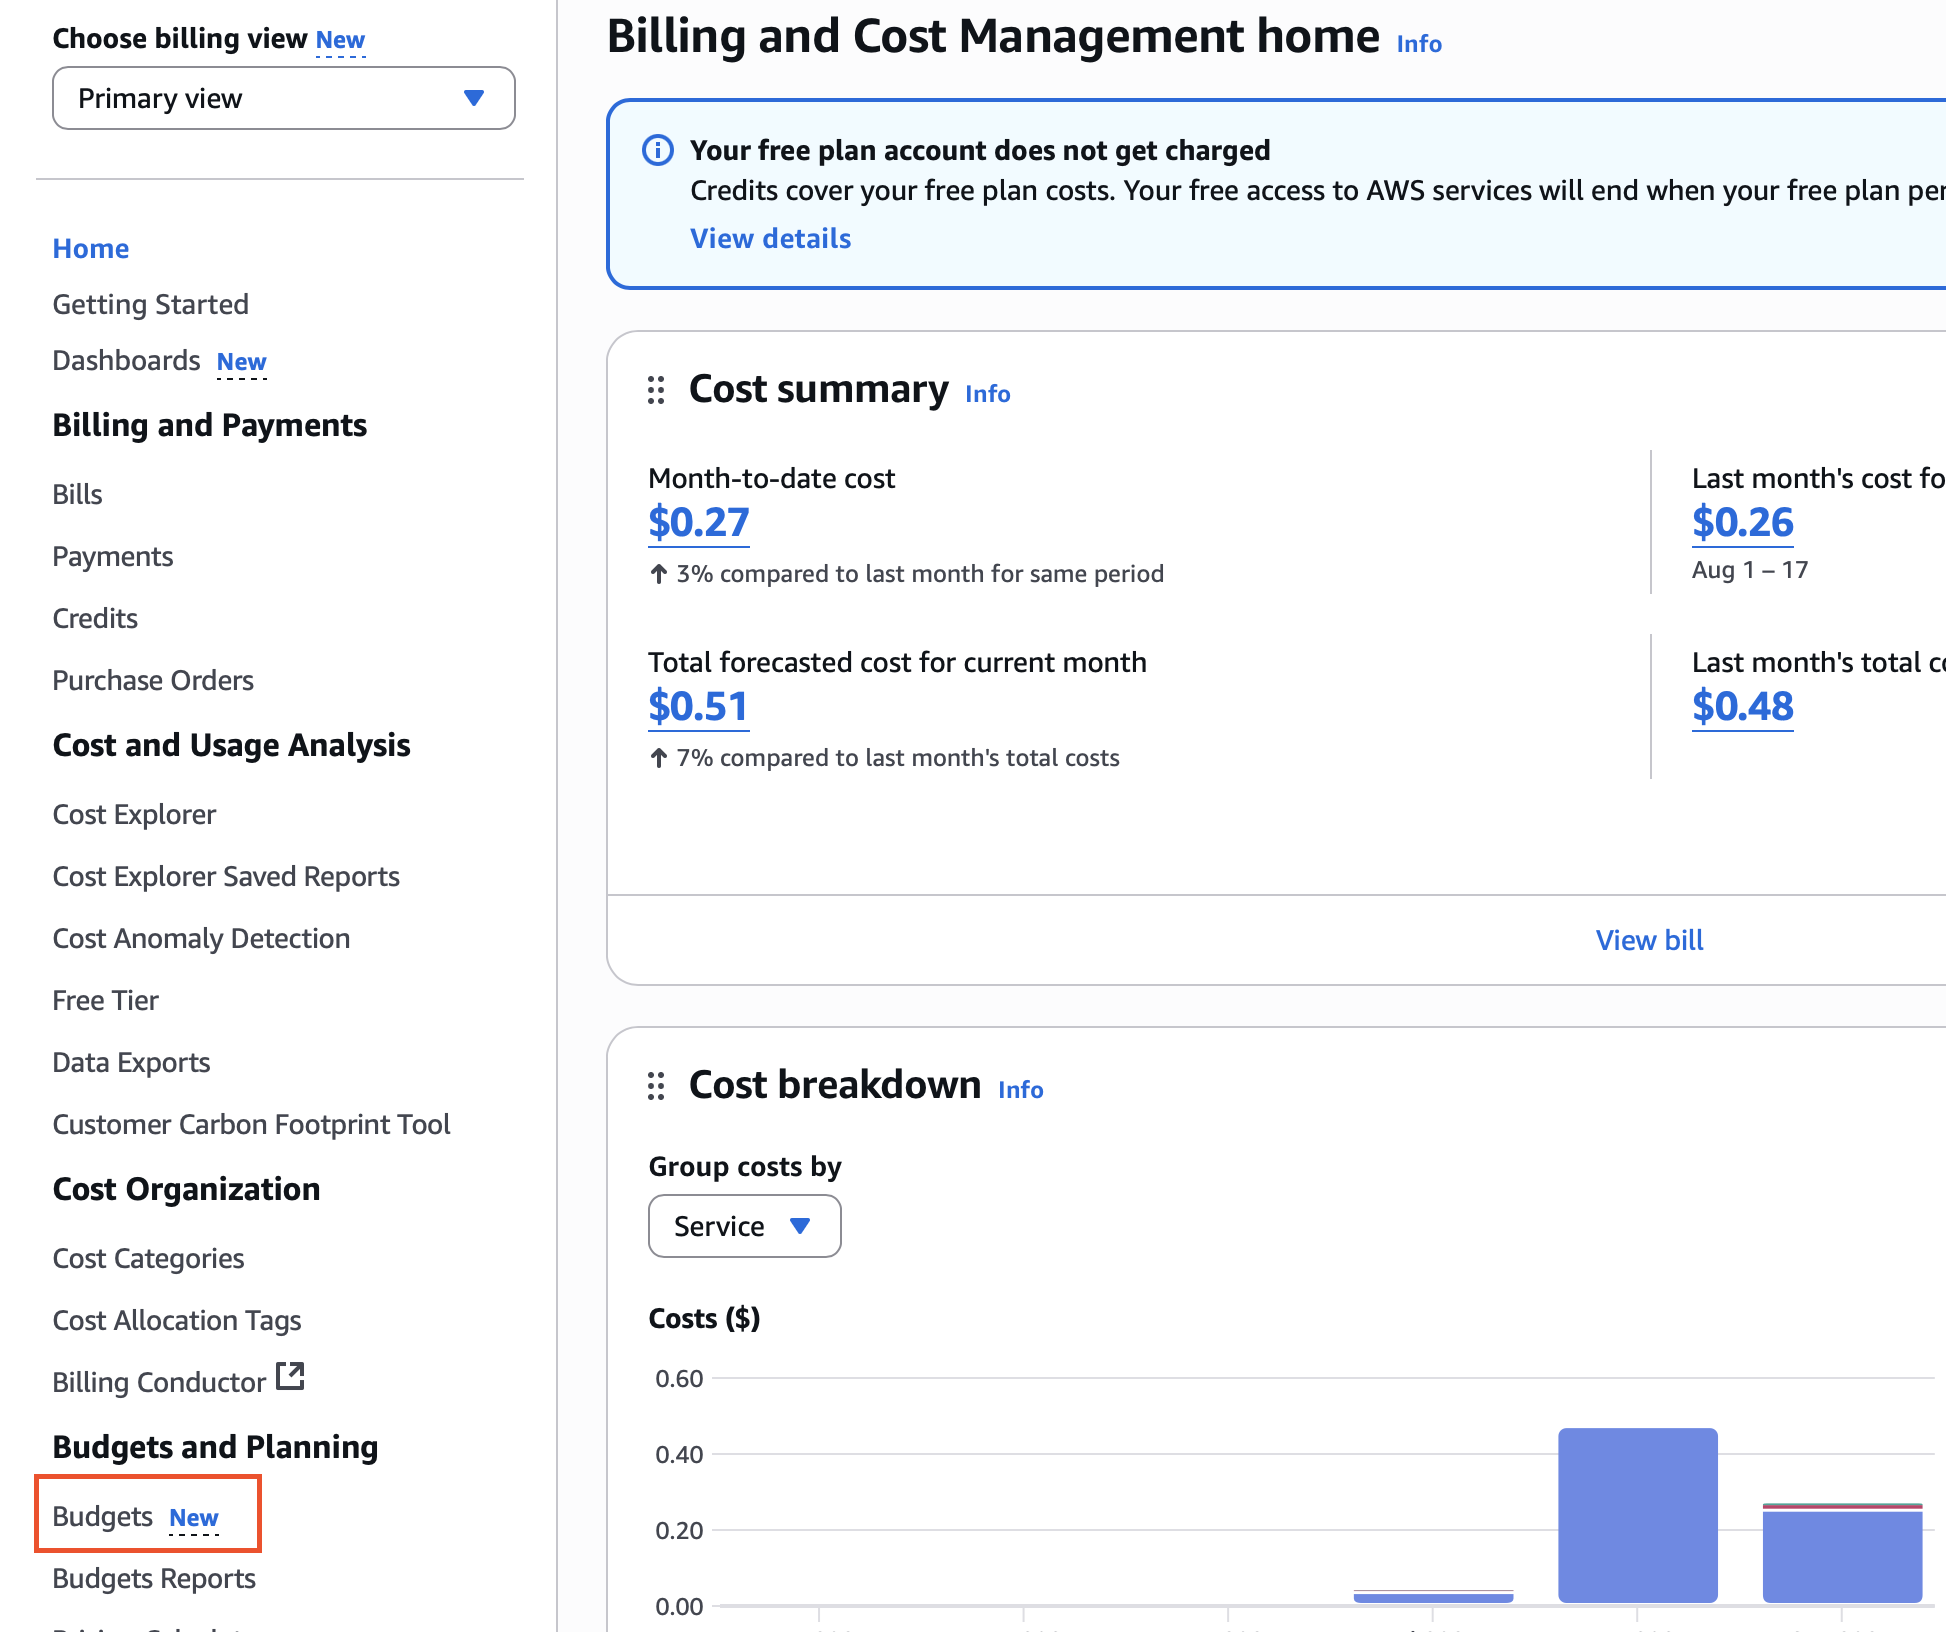 Choose billing view New
Primary view
Home
Getting Started
Dashboards New
Billing and Payments
Bills
Payments
Credits
Purchase Orders
Cost and Usage Analysis
Cost Explorer
Cost Explorer Saved Reports
Cost Anomaly Detection
Free Tier
Data Exports
Customer Carbon Footprint Tool
Cost Organization
Cost Categories
Cost Allocation Tags
Billing Conductor
Budgets and Planning
Budgets New
Budgets Reports
Billing and Cost Management home Info
Your free plan account does not get charged
Credits cover your free plan costs. Your free access to AWS services will end when your free plan
View details
Cost summary Info
Month-to-date cost
$0.27
3% compared to last month for same period
Last month's cost
$0.26
Aug 1 – 17
Total forecasted cost for current month
$0.51
7% compared to last month's total costs
Last month's total
$0.48
View bill
Cost breakdown Info
Group costs by
Service
Costs ($)
0.60
0.40
0.20
0.00